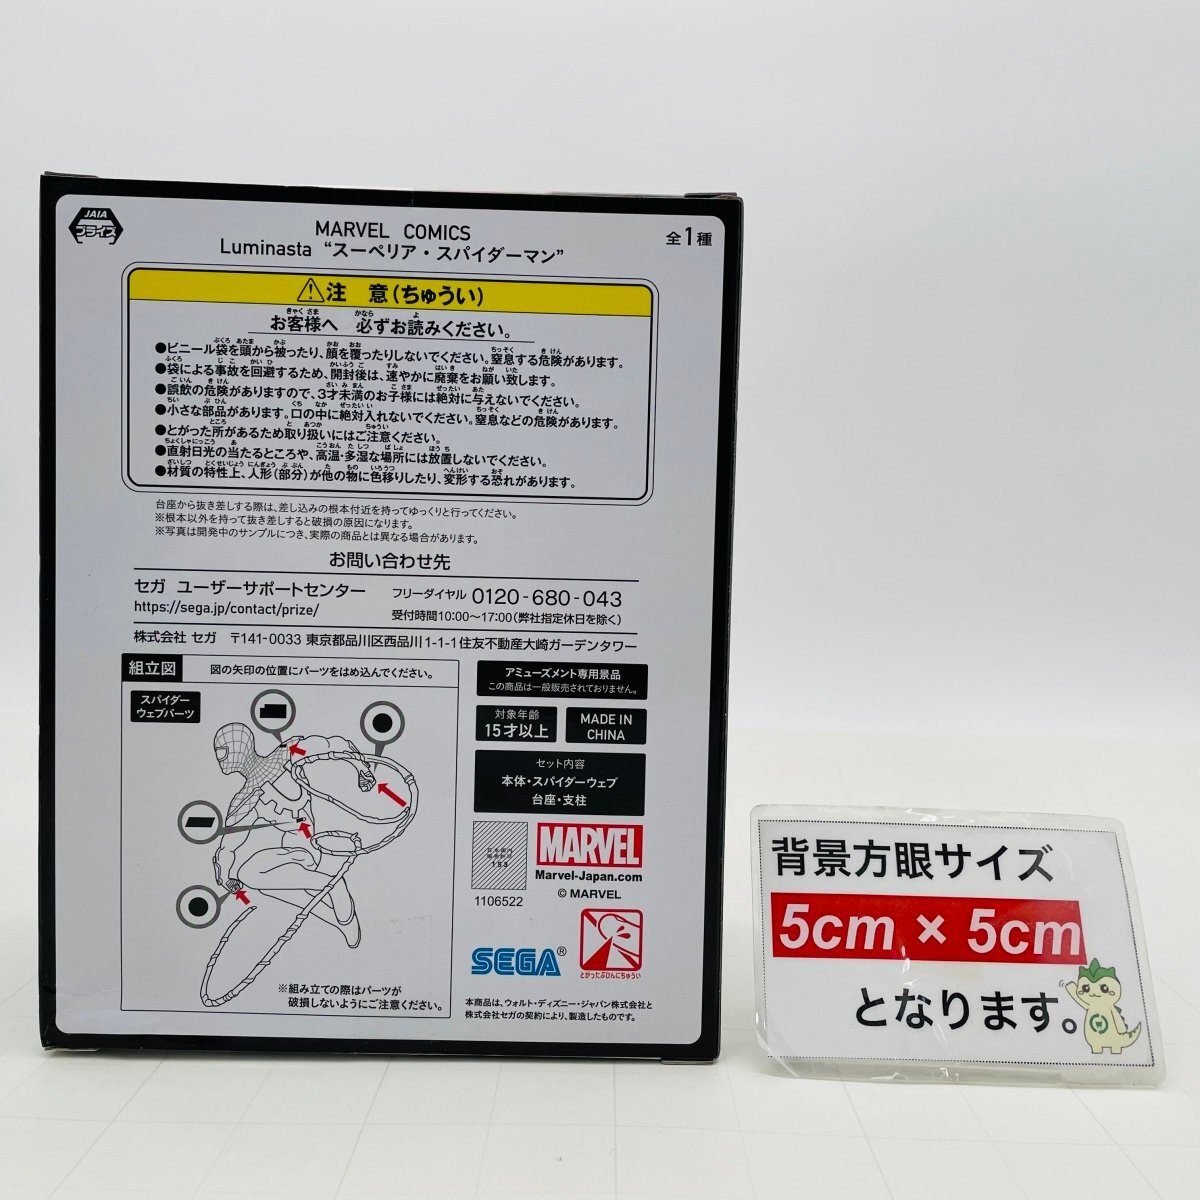 JAIA
プライズ
MARVEL COMICS
Luminasta “スーペリア・スパイダーマン”
全1種
注 意(ちゅうい)
お客様へ 必ずお読みください。
●ビニール袋を頭から被ったり、顔を覆ったりしないでください。窒息する危険があります。
●袋による事故を回避するため、開封後は、速やかに廃棄をお願い致します。
●誤飲の危険がありますので、3才未満のお子様には絶対に与えないでください。
●小さな部品があります。口の中に絶対入れないでください。窒息などの危険があります。
●とがった所があるため取り扱いにはご注意ください。
●直射日光の当たるところや、高温・多湿な場所には放置しないでください。
●材質の特性上、人形(部分)が他の物に色移りしたり、変形する恐れがあります。
台座から抜き差しする際は、差し込みの根本付近を持ってゆっくりと行ってください。
※根本以外を持って抜き差しすると破損の原因になります。
※写真は開発中のサンプルにつき、実際の商品とは異なる場合があります。
お問い合わせ先
セガ ユーザーサポートセンター
https://sega.jp/contact/prize/
フリーダイヤル 0120-680-043
受付時間10:00〜17:00(弊社指定休日を除く)
株式会社 セガ 〒141-0033 東京都品川区西品川1-1-1住友不動産大崎ガーデンタワー
組立図
図の矢印の位置にパーツをはめ込んでください。
スパイダー
ウェブパーツ
※組み立ての際はパーツが
破損しないようにご注意ください。
アミューズメント専用景品
この商品は一般販売されておりません。
対象年齢
15才以上
MADE IN
CHINA
セット内容
本体・スパイダーウェブ
台座・支柱
153
1106522
MARVEL
Marvel-Japan.com
© MARVEL
SEGA®
とがったぶひんにちゅうい
本商品は、ウォルト・ディズニー・ジャパン株式会社と
株式会社セガの契約により、製造したものです。
背景方眼サイズ
5cm × 5cm
となります。